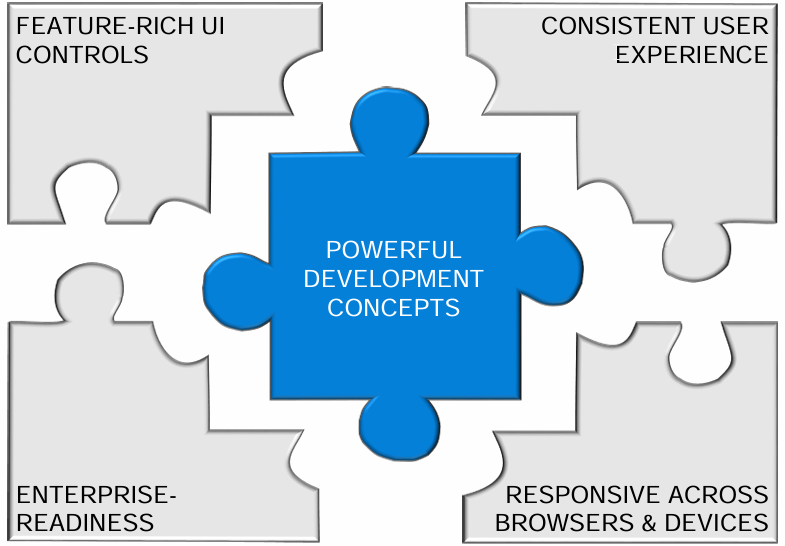 FEATURE-RICH UI
CONTROLS
CONSISTENT USER
EXPERIENCE
POWERFUL
DEVELOPMENT
CONCEPTS
ENTERPRISE-
READINESS
RESPONSIVE ACROSS
BROWSERS & DEVICES